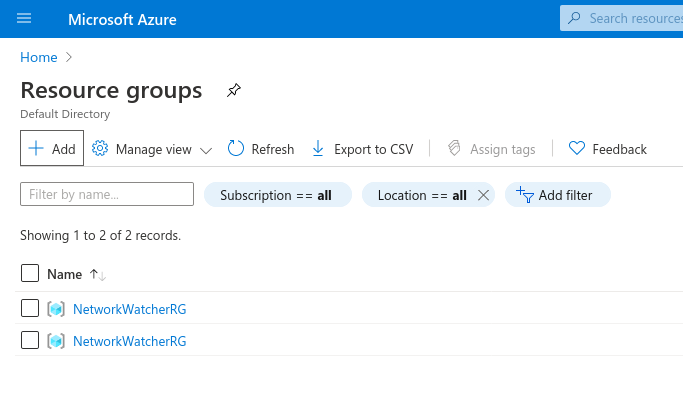 Microsoft Azure
Search resources
Home
Resource groups
Default Directory
Add Manage view Refresh Export to CSV Assign tags Feedback
Filter by name... Subscription == all Location == all Add filter
Showing 1 to 2 of 2 records.
Name
NetworkWatcherRG
NetworkWatcherRG